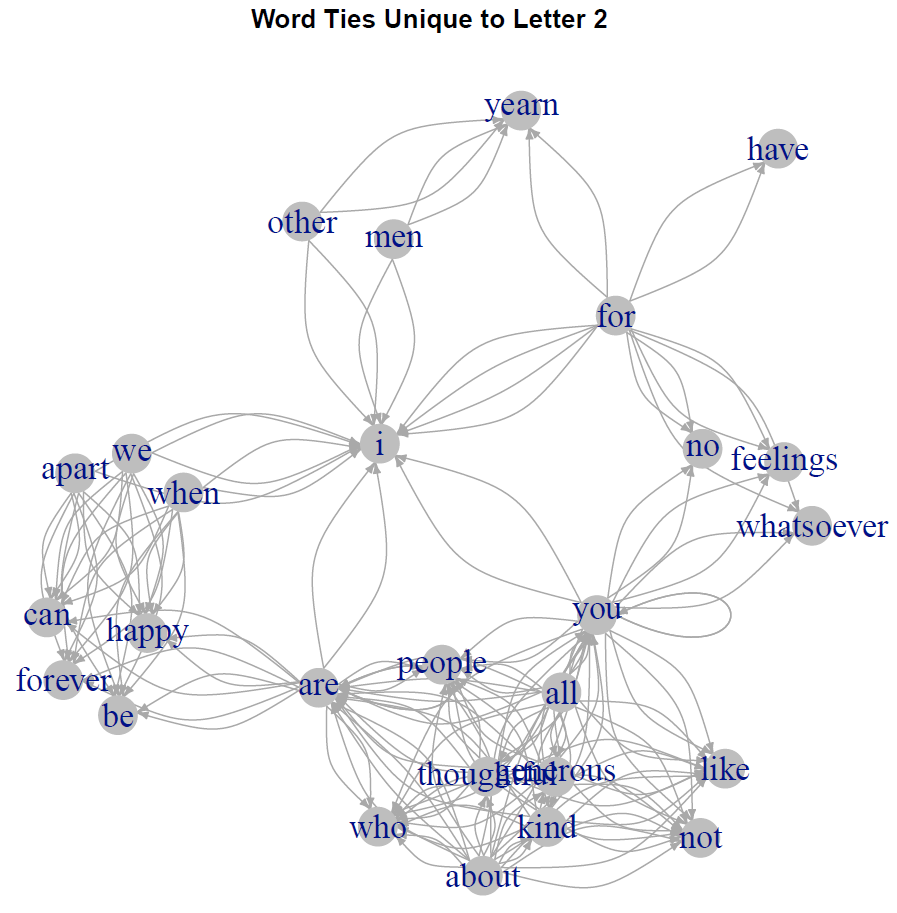 Word Ties Unique to Letter 2
yearn
have
other
men
for
i
we
no
apart
feelings
when
whatsoever
you
can
happy
people
forever
are
all
be
thoughtful
generous
like
who
kind
not
about